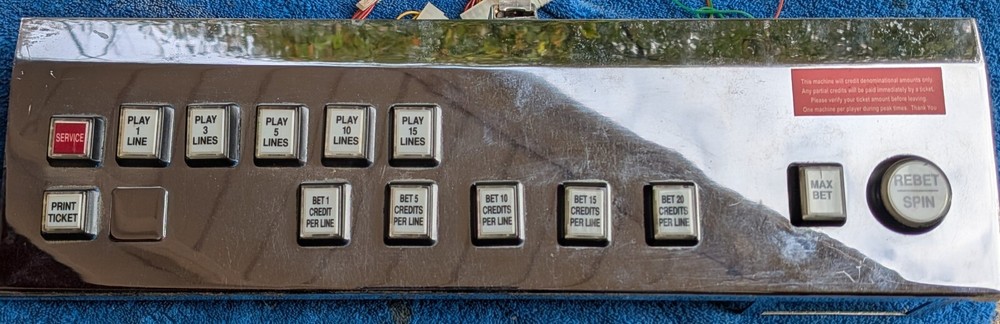 This machine will credit denominational amounts only.
Any partial credits will be paid immediately by a ticket.
Please verify your ticket amount before leaving.
One machine per player during peak times. Thank You
SERVICE
PLAY
1
LINE
PLAY
3
LINES
PLAY
5
LINES
PLAY
10
LINES
PLAY
15
LINES
PRINT
TICKET
BET 1
CREDIT
PER LINE
BET 5
CREDITS
PER LINE
BET 10
CREDITS
PER LINE
BET 15
CREDITS
PER LINE
BET 20
CREDITS
PER LINE
MAX
BET
REBET
SPIN